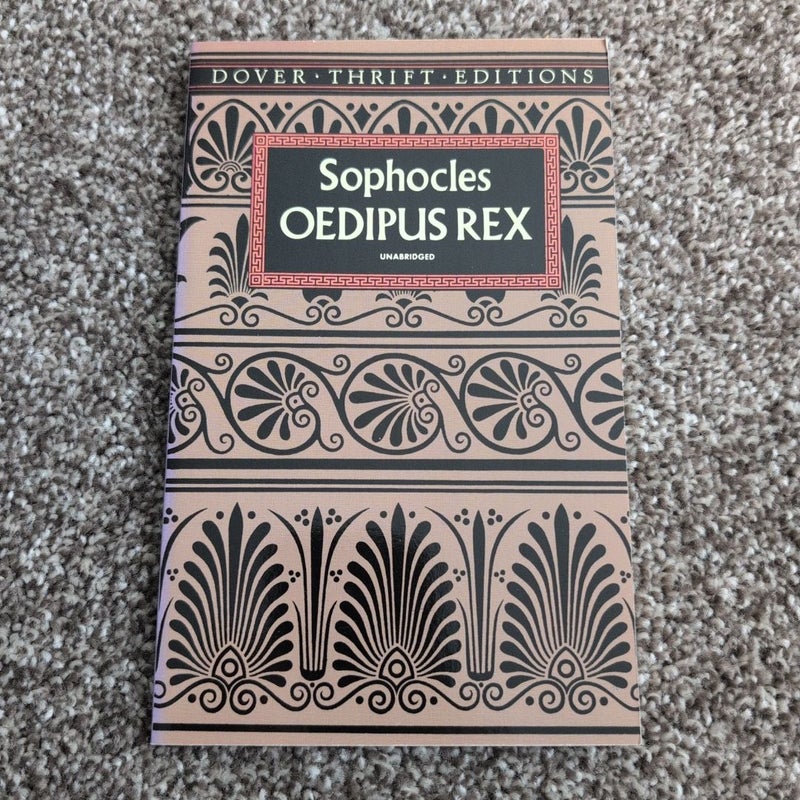 DOVER · THRIFT · EDITIONS
Sophocles
OEDIPUS REX
UNABRIDGED